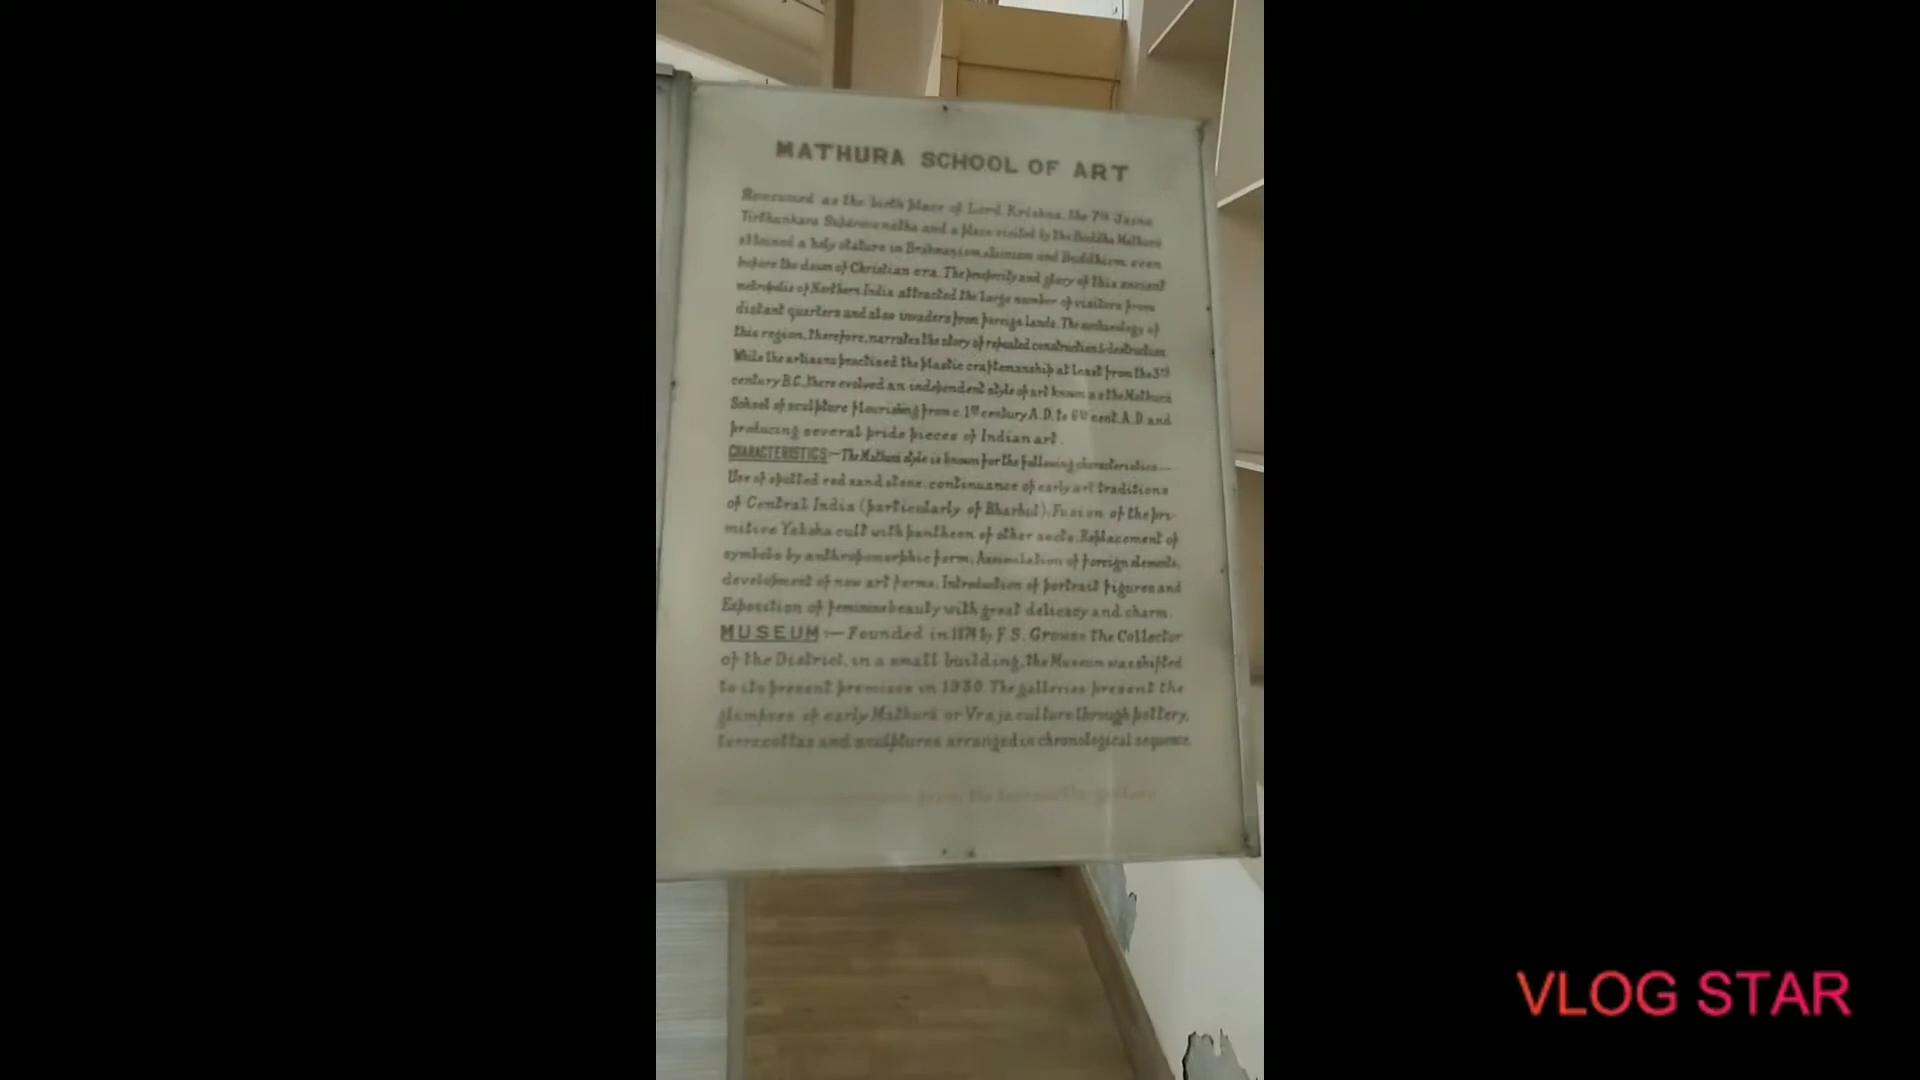 MATHURA SCHOOL OF ART
Renowned as the birth place of Lord Krishna, the 7th Jaina
Tirthankara and a place visited by the Buddha Mathura
attained a holy stature in Brahmanism, Jainism and Buddhism even
before the dawn of Christian era. The prosperity and glory of this ancient
metropolis of Northern India attracted the large number of visitors from
distant quarters and also invaders from foreign lands. The archaeology of
this region, therefore, narrates the story of repeated construction & destruction
While the artisans practised the plastic craftsmanship at least from the 3rd
century B.C., there evolved an independent style of art known as the Mathura
School of sculpture flourishing from c. 1st century A.D. to 6th cent. A.D. and
producing several pride pieces of Indian art.
CHARACTERISTICS:— The Mathura style is known for the following characteristics—
Use of spotted red sand stone; continuance of early art traditions
of Central India (particularly of Bharhut); Fusion of the pri-
mitive Yaksha cult with pantheon of other sects; Replacement of
symbols by anthropomorphic form; Assimilation of foreign elements;
development of new art forms; Introduction of portrait figures and
Exposition of feminine beauty with great delicacy and charm.
MUSEUM:— Founded in 1874 by F.S. Growse the Collector
of the District, in a small building, the Museum was shifted
to its present premises in 1930. The galleries present the
glimpses of early Mathura or Vraja culture through pottery,
terracottas and sculptures arranged in chronological sequence
VLOG STAR